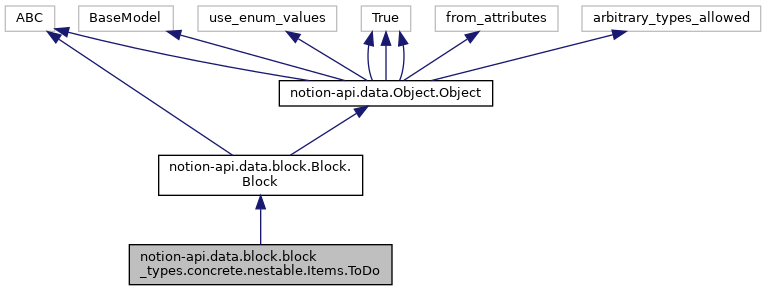 ABC
BaseModel
use_enum_values
True
from_attributes
arbitrary_types_allowed
notion-api.data.Object.Object
notion-api.data.block.Block.
Block
notion-api.data.block.block
_types.concrete.nestable.Items.ToDo